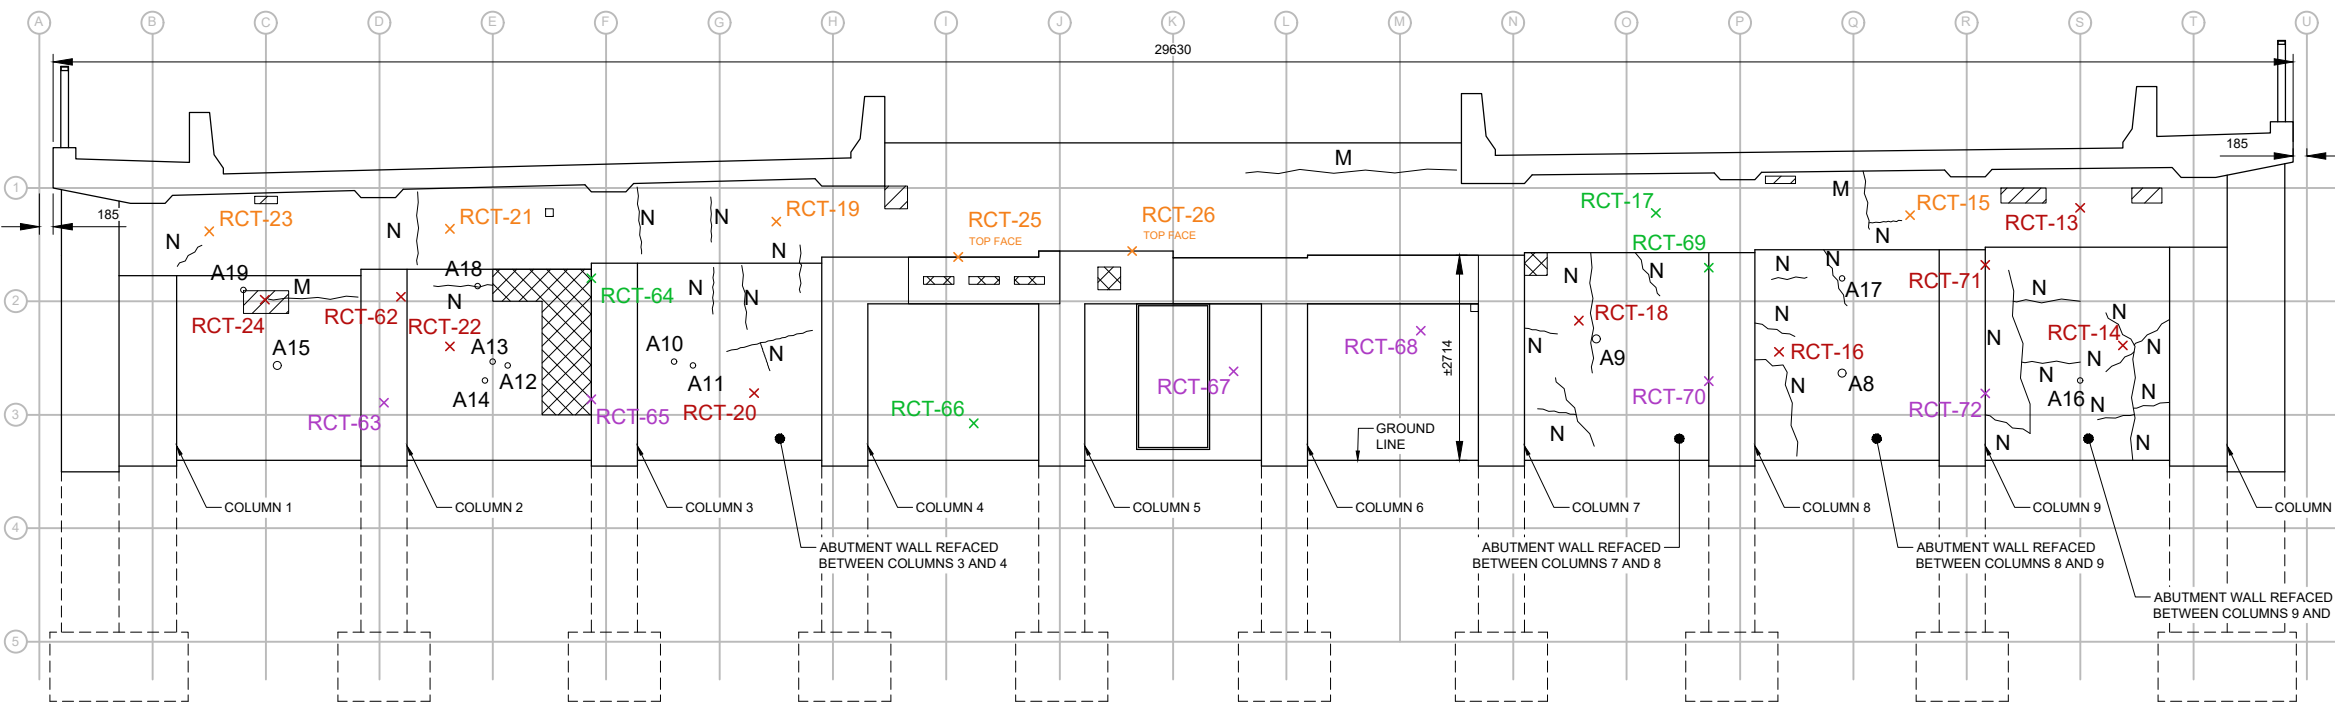 A B C D E F G H I J K L M N O P Q R S T U
29630
185
M
1
185
N
RCT-23
N
RCT-21
N
N
RCT-19
N
RCT-25
TOP FACE
RCT-26
TOP FACE
RCT-17
RCT-69
M
RCT-15
N
RCT-13
A19
M
A18
N
N
N
RCT-64
N
N
N
A17
RCT-71
N
2
RCT-24
RCT-62
RCT-22
RCT-18
N
N
RCT-14
A15
A13
A12
A14
A10
A11
N
RCT-68
±2714
N
A9
RCT-16
N
A8
N
N
N
N
A16
N
N
RCT-67
RCT-70
RCT-72
3
RCT-63
RCT-65
RCT-20
RCT-66
GROUND
LINE
N
N
N
COLUMN 1
COLUMN 2
COLUMN 3
COLUMN 4
COLUMN 5
COLUMN 6
COLUMN 7
COLUMN 8
COLUMN 9
COLUMN
4
ABUTMENT WALL REFACED
BETWEEN COLUMNS 3 AND 4
ABUTMENT WALL REFACED
BETWEEN COLUMNS 7 AND 8
ABUTMENT WALL REFACED
BETWEEN COLUMNS 8 AND 9
ABUTMENT WALL REFACED
BETWEEN COLUMNS 9 AND
5